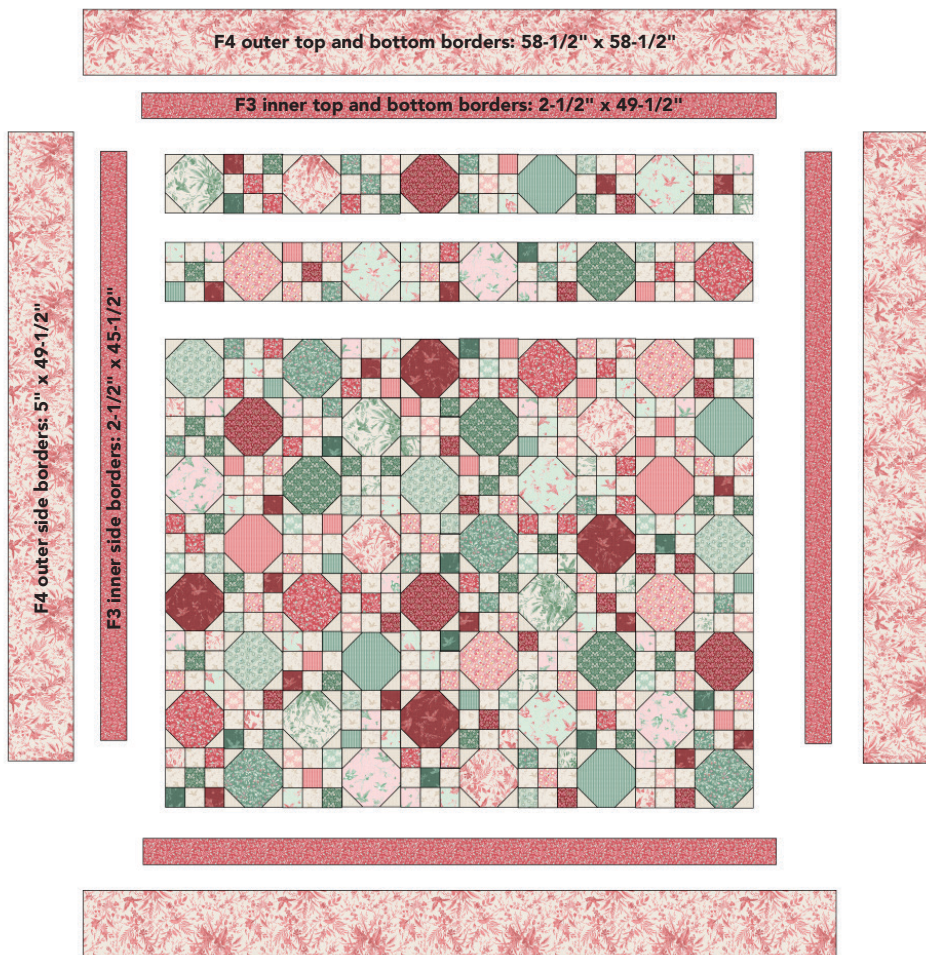 F4 outer top and bottom borders: 58-1/2" x 58-1/2"
F3 inner top and bottom borders: 2-1/2" x 49-1/2"
F4 outer side borders: 5" x 49-1/2"
F3 inner side borders: 2-1/2" x 45-1/2"